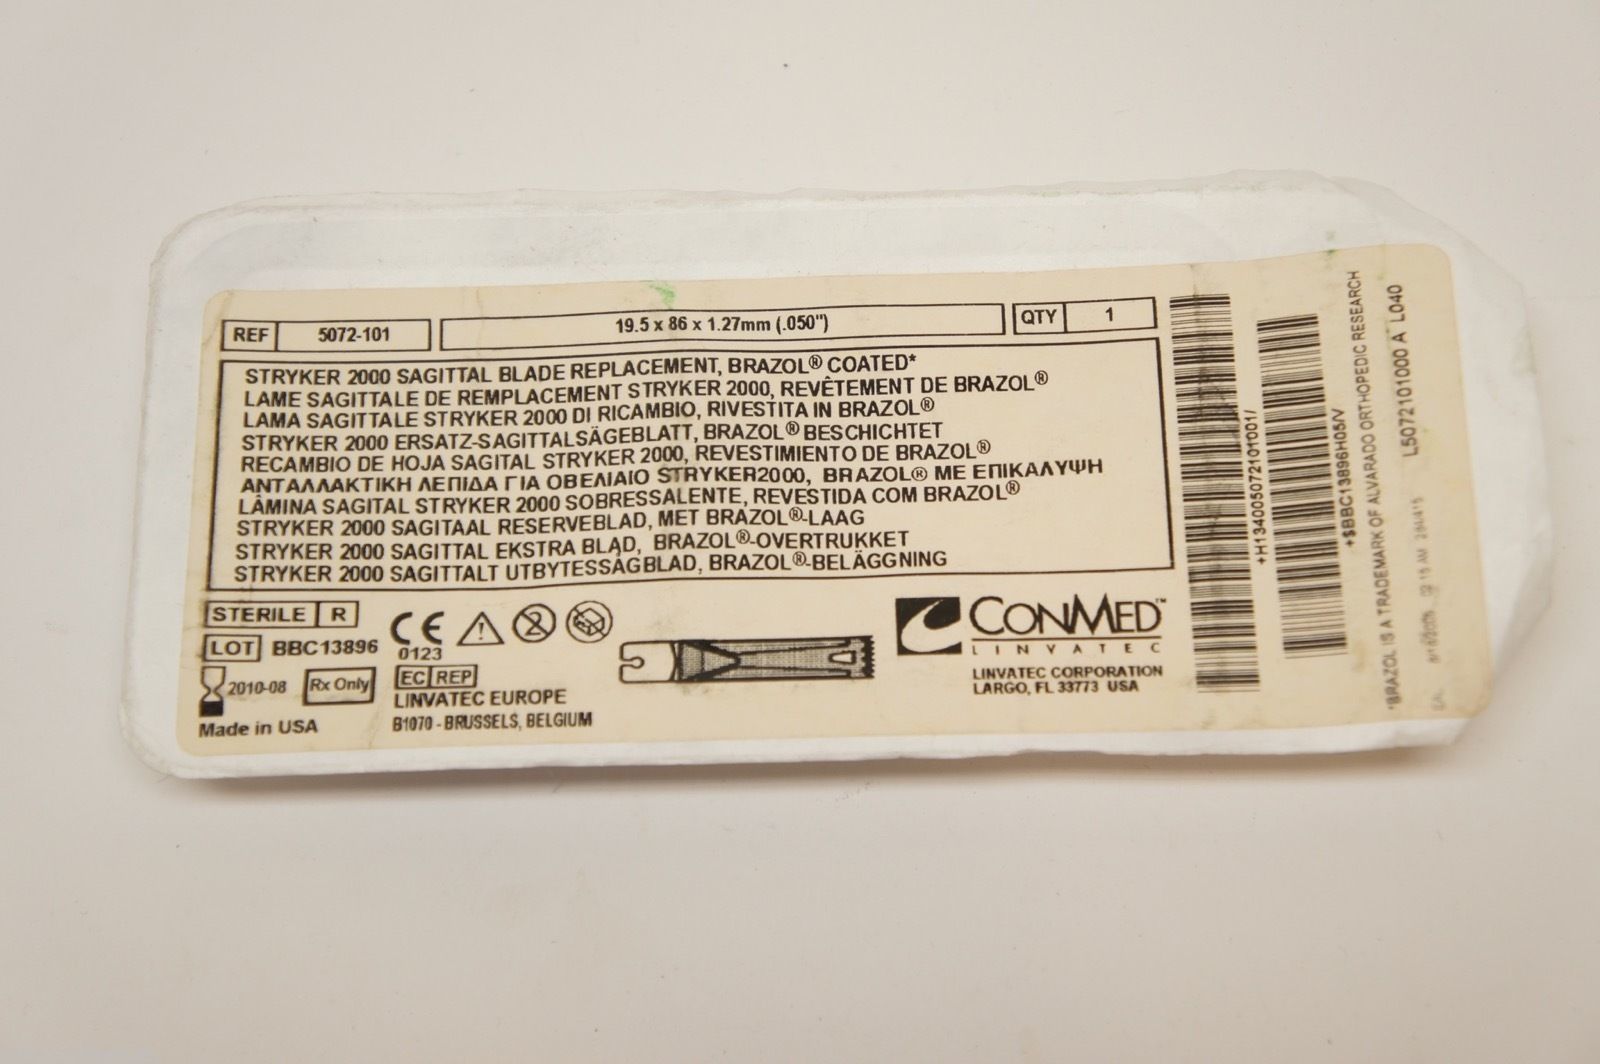 REF 5072-101 19.5 x 86 x 1.27mm (.050") QTY 1
STRYKER 2000 SAGITTAL BLADE REPLACEMENT, BRAZOL® COATED*
LAME SAGITTALE DE REMPLACEMENT STRYKER 2000, REVÊTEMENT DE BRAZOL®
LAMA SAGITTALE STRYKER 2000 DI RICAMBIO, RIVESTITA IN BRAZOL®
STRYKER 2000 ERSATZ-SAGITTALSÄGEBLATT, BRAZOL® BESCHICHTET
RECAMBIO DE HOJA SAGITAL STRYKER 2000, REVESTIMIENTO DE BRAZOL®
ΑΝΤΑΛΛΑΚΤΙΚΗ ΛΕΠΙΔΑ ΓΙΑ ΟΒΕΛΙΑΙΟ STRYKER2000, BRAZOL® ΜΕ ΕΠΙΚΑΛΥΨΗ
LÂMINA SAGITAL STRYKER 2000 SOBRESSALENTE, REVESTIDA COM BRAZOL®
STRYKER 2000 SAGITAAL RESERVEBLAD, MET BRAZOL®-LAAG
STRYKER 2000 SAGITTAL EKSTRA BLAD, BRAZOL®-OVERTRUKKET
STRYKER 2000 SAGITTALT UTBYTESSÅGBLAD, BRAZOL®-BELÄGGNING
STERILE R
LOT BBC13896
2010-08 Rx Only
Made in USA
CE
0123
2
EC REP
LINVATEC EUROPE
B1070 - BRUSSELS, BELGIUM
CONMED™
LINVATEC
LINVATEC CORPORATION
LARGO, FL 33773 USA
+H134005072101001/
+$BBC13896H05/V
*BRAZOL IS A TRADEMARK OF ALVARADO ORTHOPEDIC RESEARCH
L5072101000 A L040